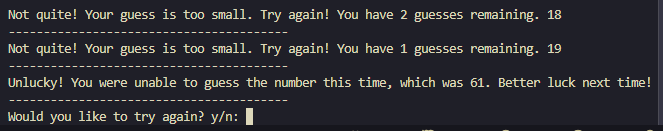 Not quite! Your guess is too small. Try again! You have 2 guesses remaining. 18
----------------------------------------
Not quite! Your guess is too small. Try again! You have 1 guesses remaining. 19
----------------------------------------
Unlucky! You were unable to guess the number this time, which was 61. Better luck next time!
----------------------------------------
Would you like to try again? y/n: